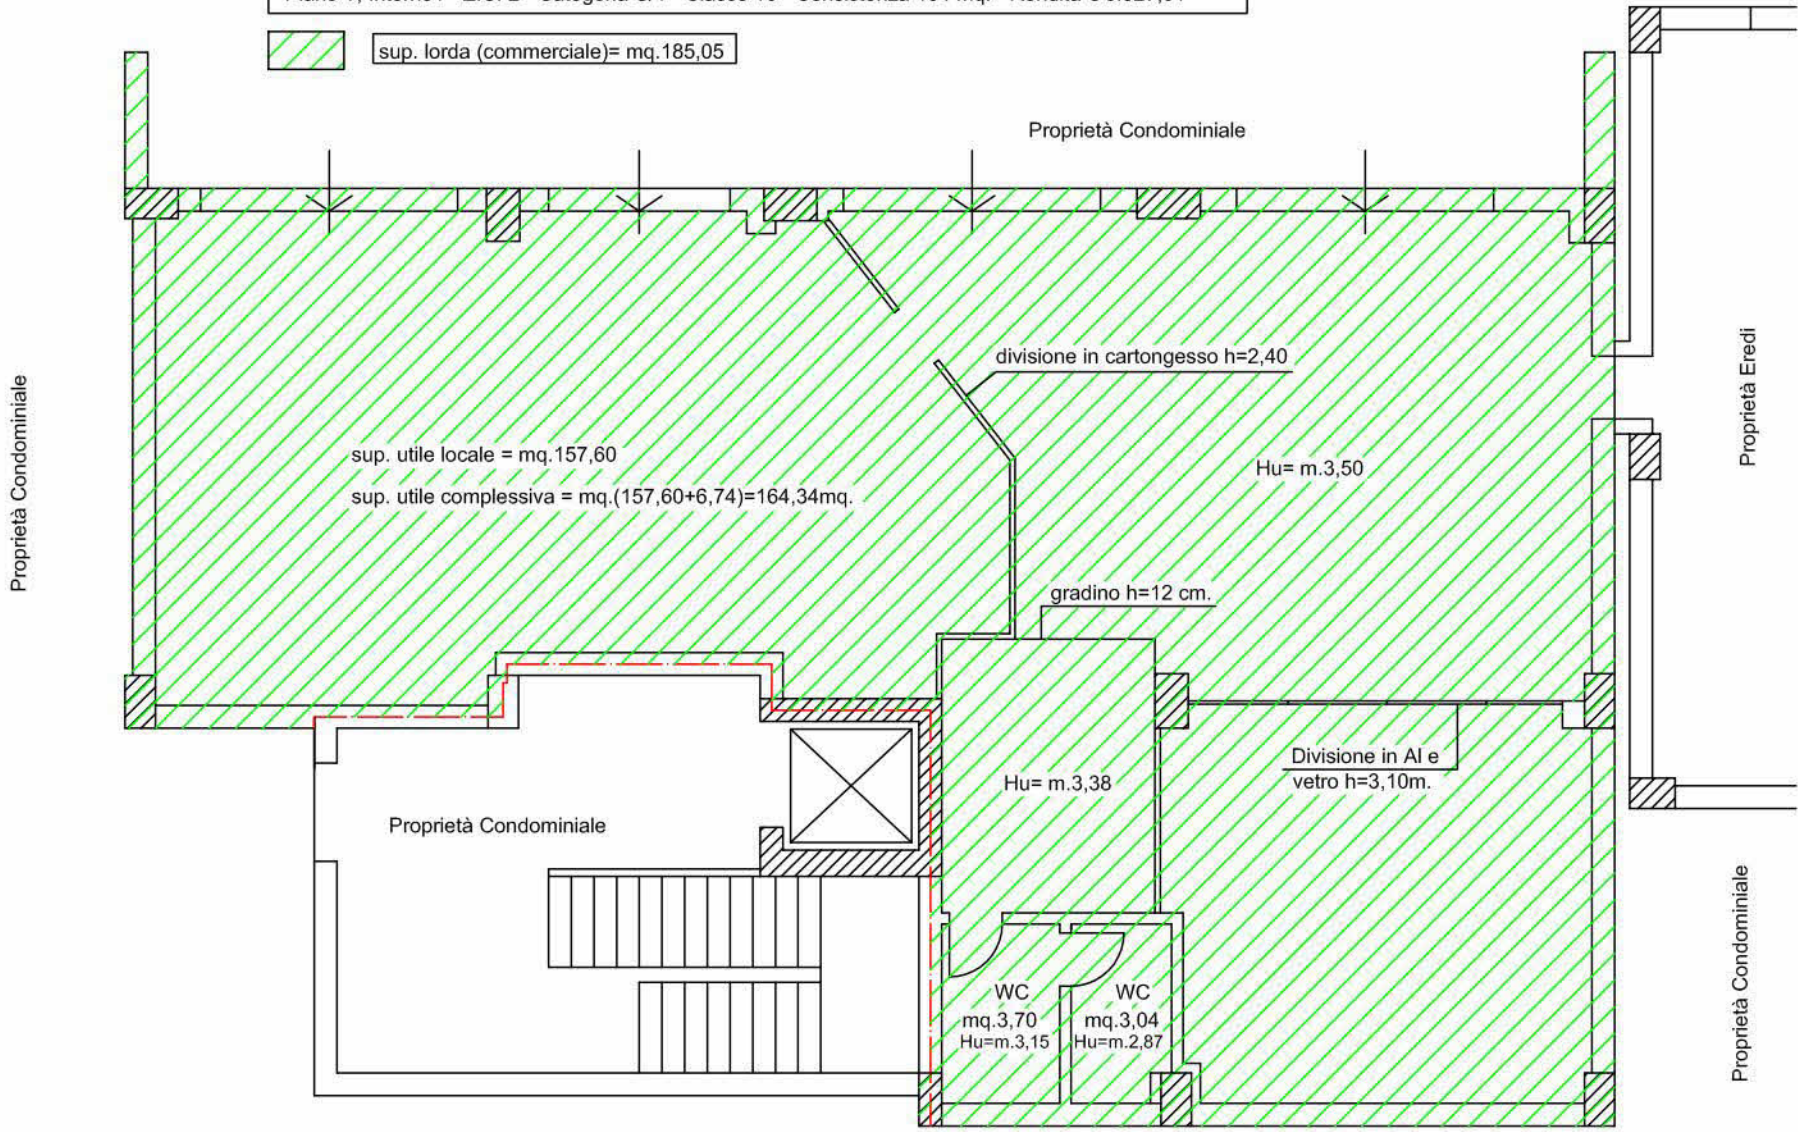 sup. lorda (commerciale)= mq.185,05
Proprietà Condominiale
Proprietà Condominiale
Proprietà Eredi
divisione in cartongesso h=2,40
sup. utile locale = mq.157,60
Hu= m.3,50
sup. utile complessiva = mq.(157,60+6,74)=164,34mq.
gradino h=12 cm.
Divisione in Al e
vetro h=3,10m.
Hu= m.3,38
Proprietà Condominiale
Proprietà Condominiale
WC
mq.3,70
Hu=m.3,15
WC
mq.3,04
Hu=m.2,87